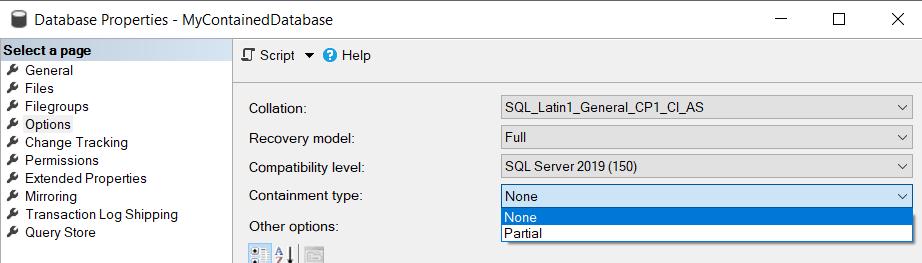 Database Properties - MyContainedDatabase
Select a page
General
Files
Filegroups
Options
Change Tracking
Permissions
Extended Properties
Mirroring
Transaction Log Shipping
Query Store
Script
Help
Collation: SQL_Latin1_General_CP1_CI_AS
Recovery model: Full
Compatibility level: SQL Server 2019 (150)
Containment type: None
None
Other options:
Partial
A
Z